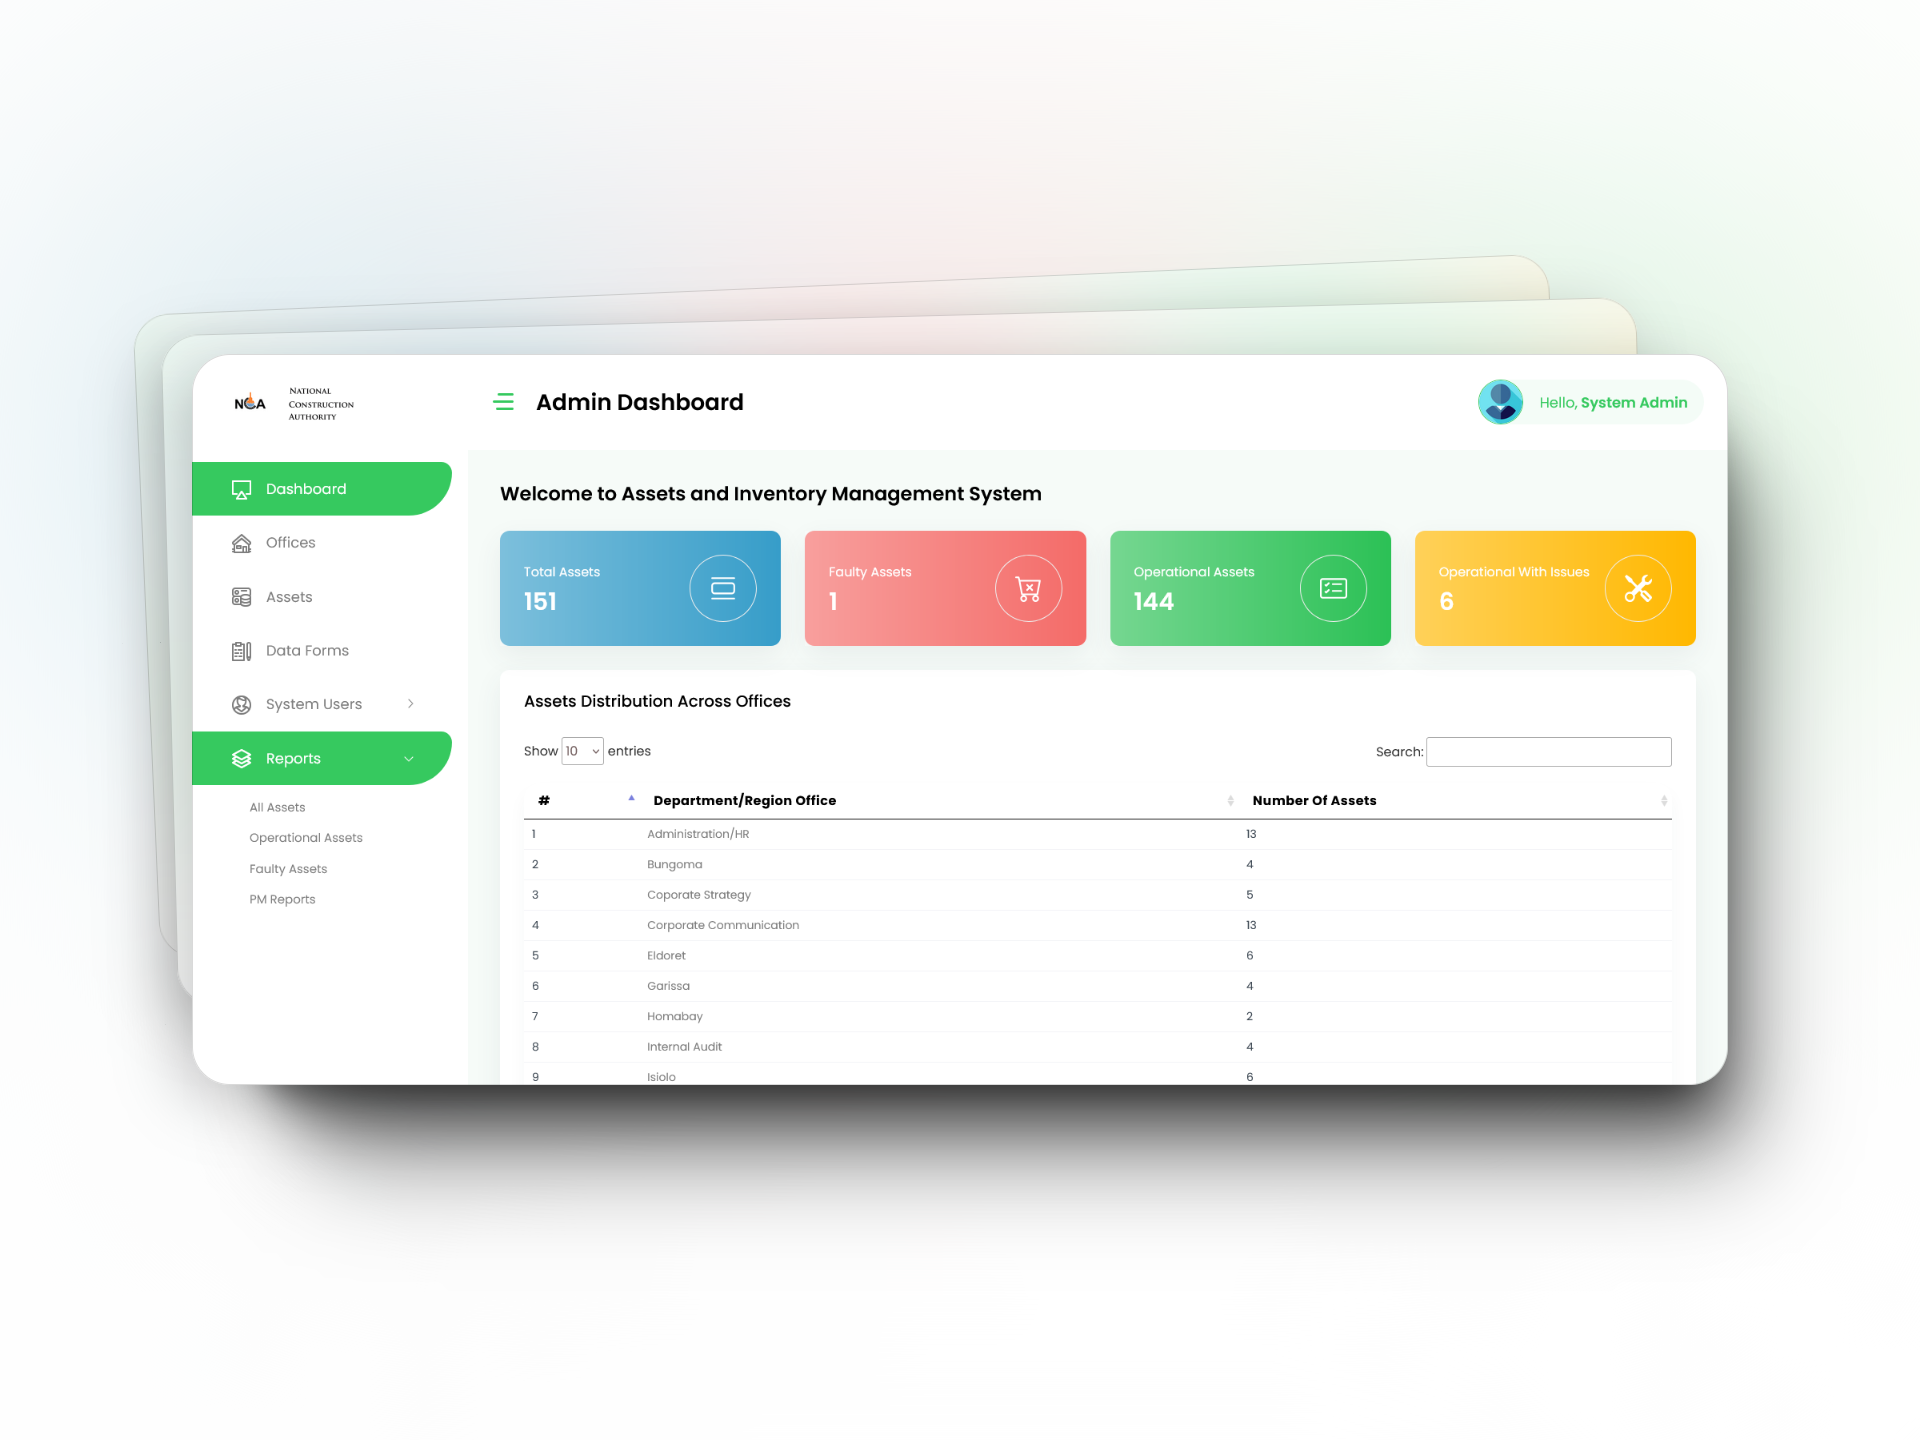 NCA
National
Construction
Authority
Admin Dashboard
Hello, System Admin
Dashboard
Offices
Assets
Data Forms
System Users
Reports
All Assets
Operational Assets
Faulty Assets
PM Reports
Welcome to Assets and Inventory Management System
Total Assets
151
Faulty Assets
1
Operational Assets
144
Operational With Issues
6
Assets Distribution Across Offices
Show 10 entries
Search:
# Department/Region Office Number Of Assets
1 Administration/HR 13
2 Bungoma 4
3 Coporate Strategy 5
4 Corporate Communication 13
5 Eldoret 6
6 Garissa 4
7 Homabay 2
8 Internal Audit 4
9 Isiolo 6